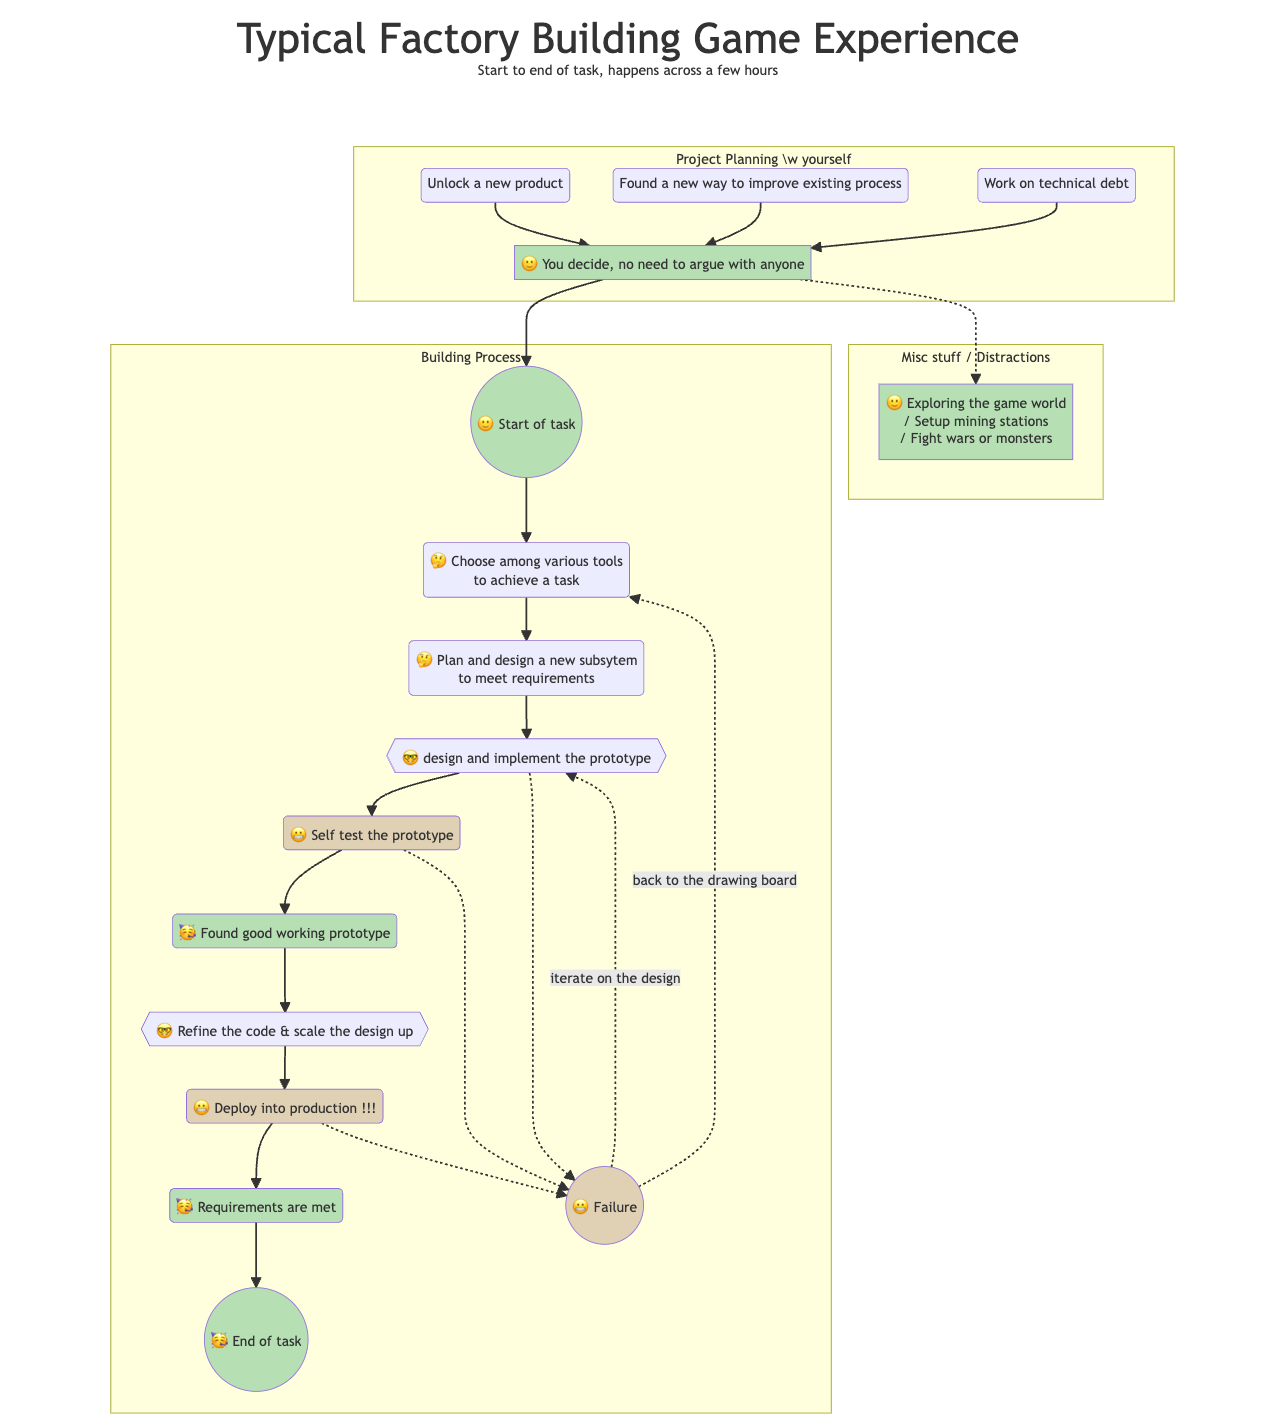 Typical Factory Building Game Experience
Start to end of task, happens across a few hours
Project Planning \w yourself
Unlock a new product
Found a new way to improve existing process
Work on technical debt
🙂 You decide, no need to argue with anyone
Building Process
Misc stuff / Distractions
🙂 Exploring the game world
/ Setup mining stations
/ Fight wars or monsters
🙂 Start of task
🤔 Choose among various tools
to achieve a task
🤔 Plan and design a new subsytem
to meet requirements
🤓 design and implement the prototype
😬 Self test the prototype
back to the drawing board
🥳 Found good working prototype
iterate on the design
🤓 Refine the code & scale the design up
😬 Deploy into production !!!
🥳 Requirements are met
😬 Failure
🥳 End of task